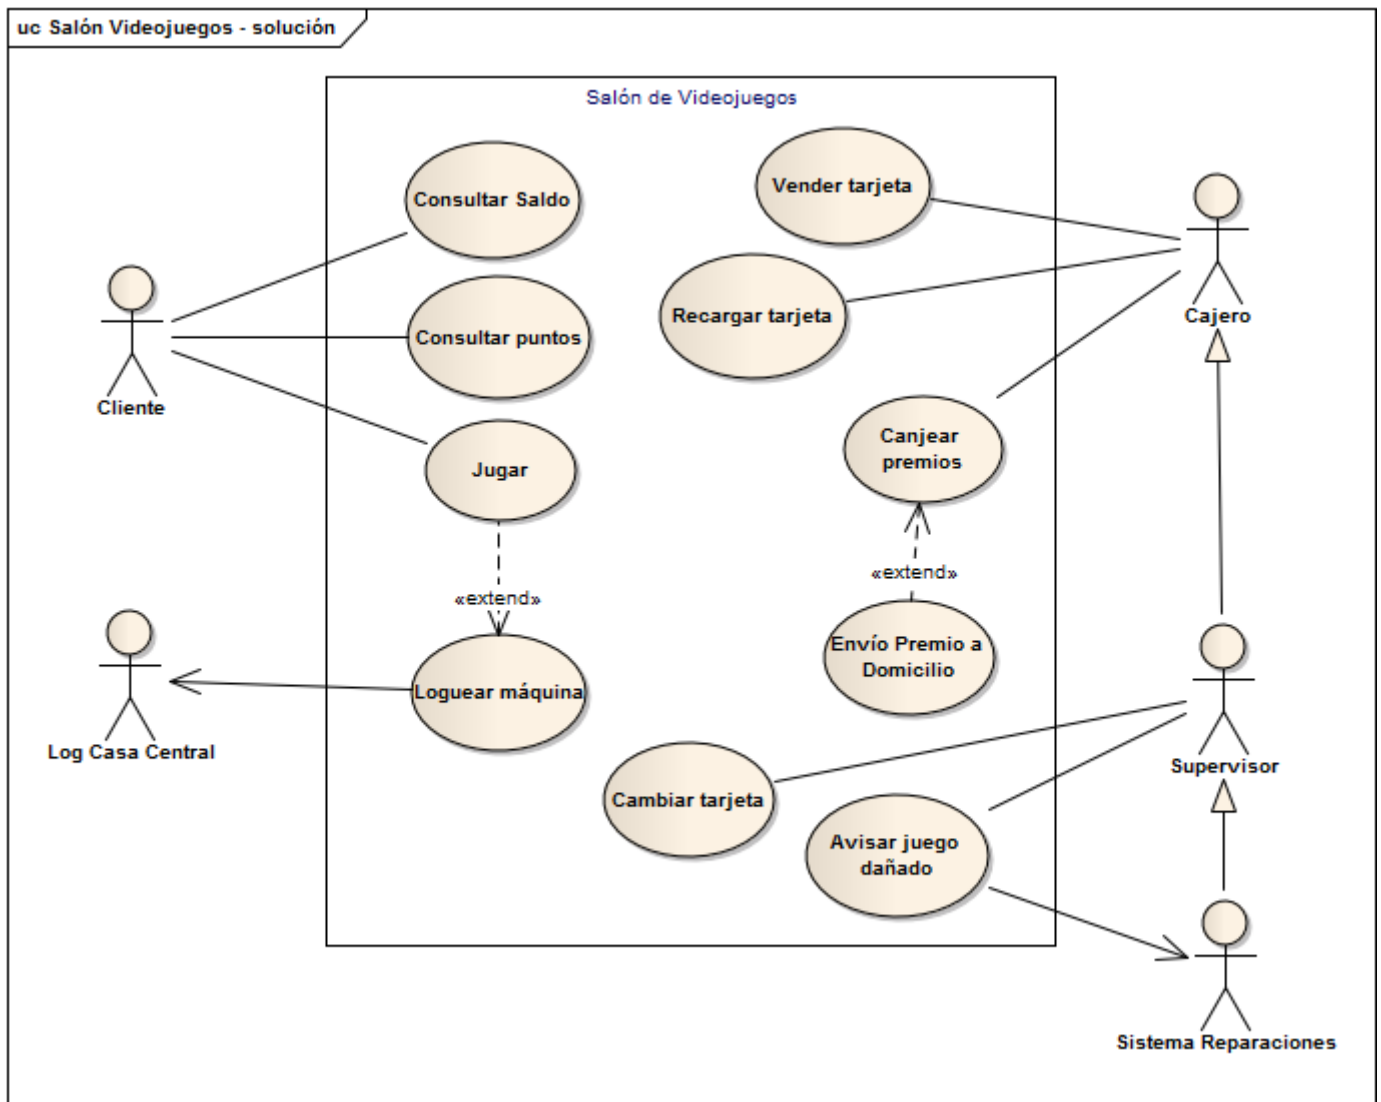 uc Salón Videojuegos - solución
Salón de Videojuegos
Consultar Saldo
Vender tarjeta
Consultar puntos
Recargar tarjeta
Cajero
Cliente
Jugar
Canjear
premios
«extend»
«extend»
Loguear máquina
Envío Premio a
Domicilio
Log Casa Central
Supervisor
Cambiar tarjeta
Avisar juego
dañado
Sistema Reparaciones